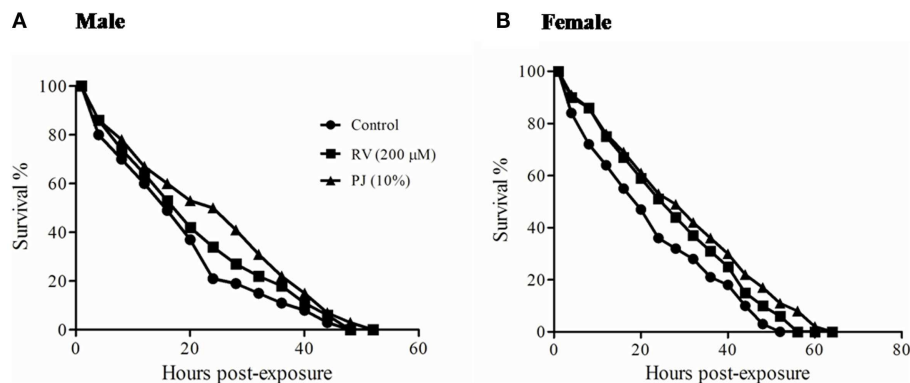 A Male
B Female
100
80
60
40
20
0
Survival %
0 20 40 60
Hours post-exposure
Control
RV (200 µM)
PJ (10%)
100
80
60
40
20
0
Survival %
0 20 40 60 80
Hours post-exposure